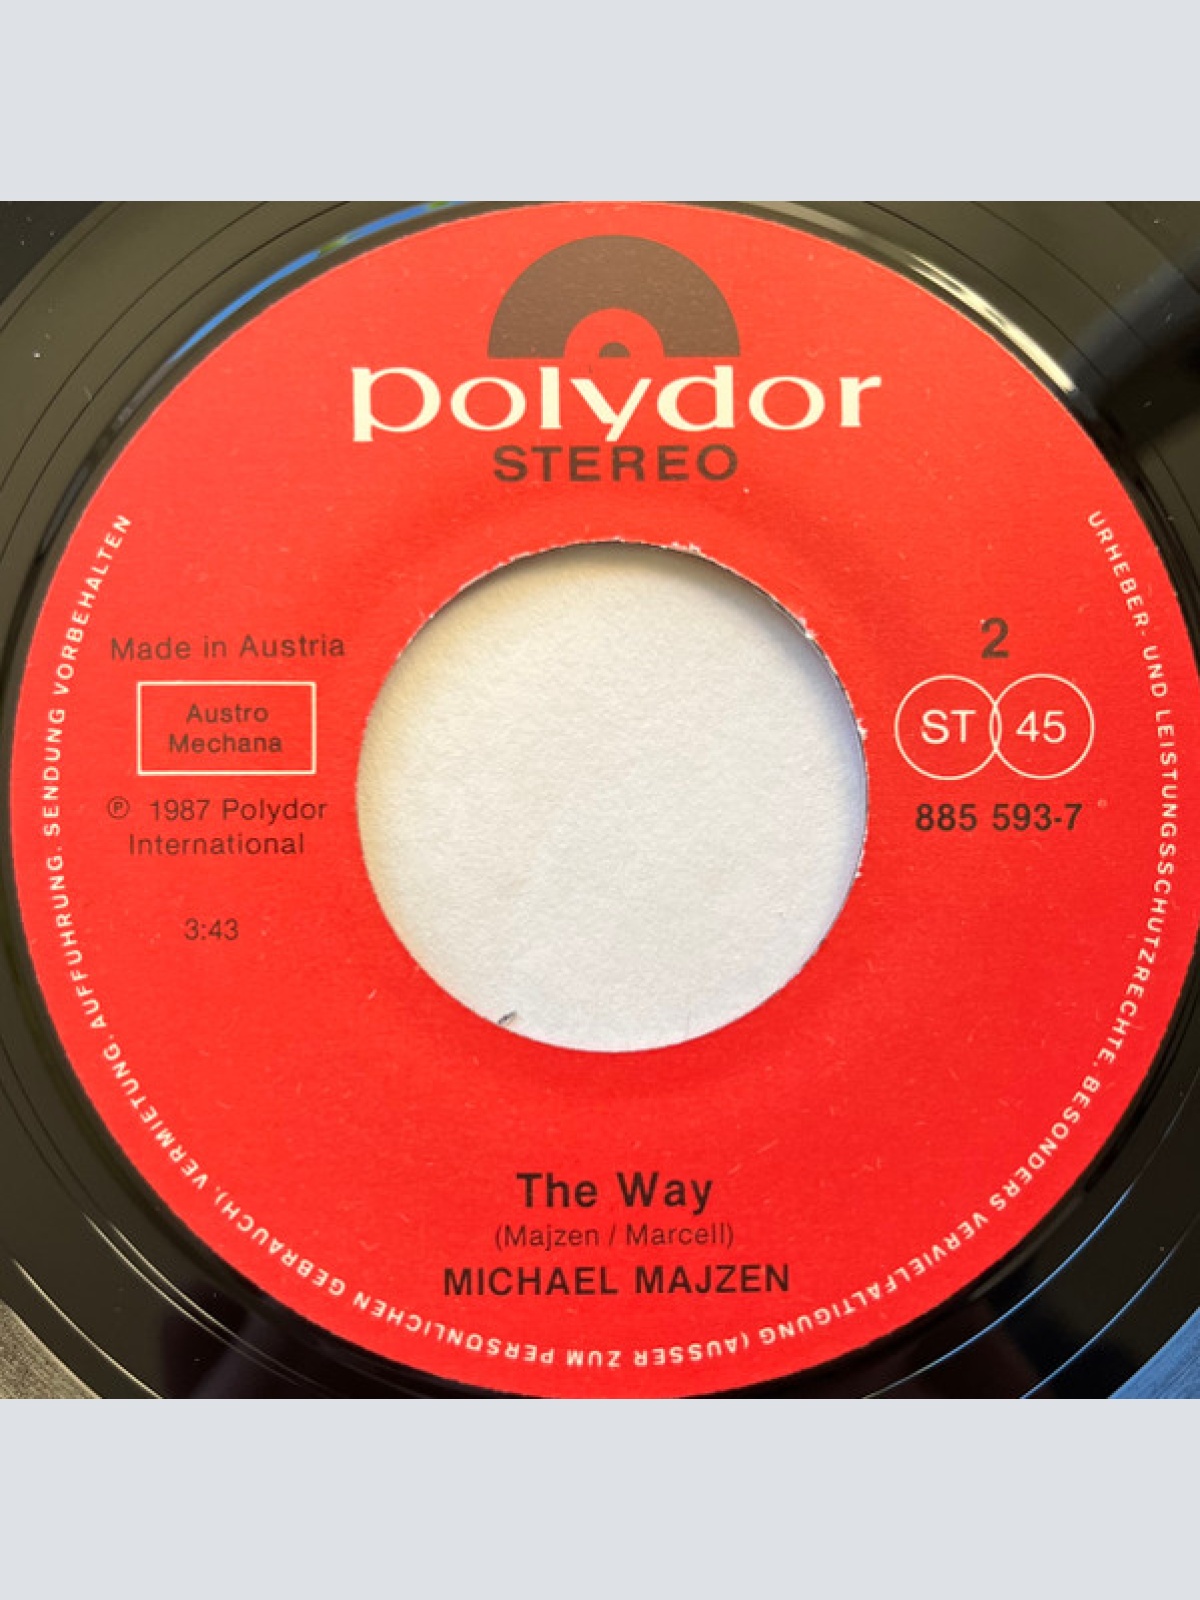 polydor
STEREO
Made in Austria
Austro
Mechana
℗ 1987 Polydor
International
3:43
2
ST 45
885 593-7
The Way
(Majzen / Marcell)
MICHAEL MAJZEN
URHEBER- UND LEISTUNGSSCHUTZRECHTE, BESONDERS VERVIELFÄLTIGUNG (AUSSER ZUM PERSÖNLICHEN GEBRAUCH), VERMIETUNG, AUFFÜHRUNG, SENDUNG VORBEHALTEN